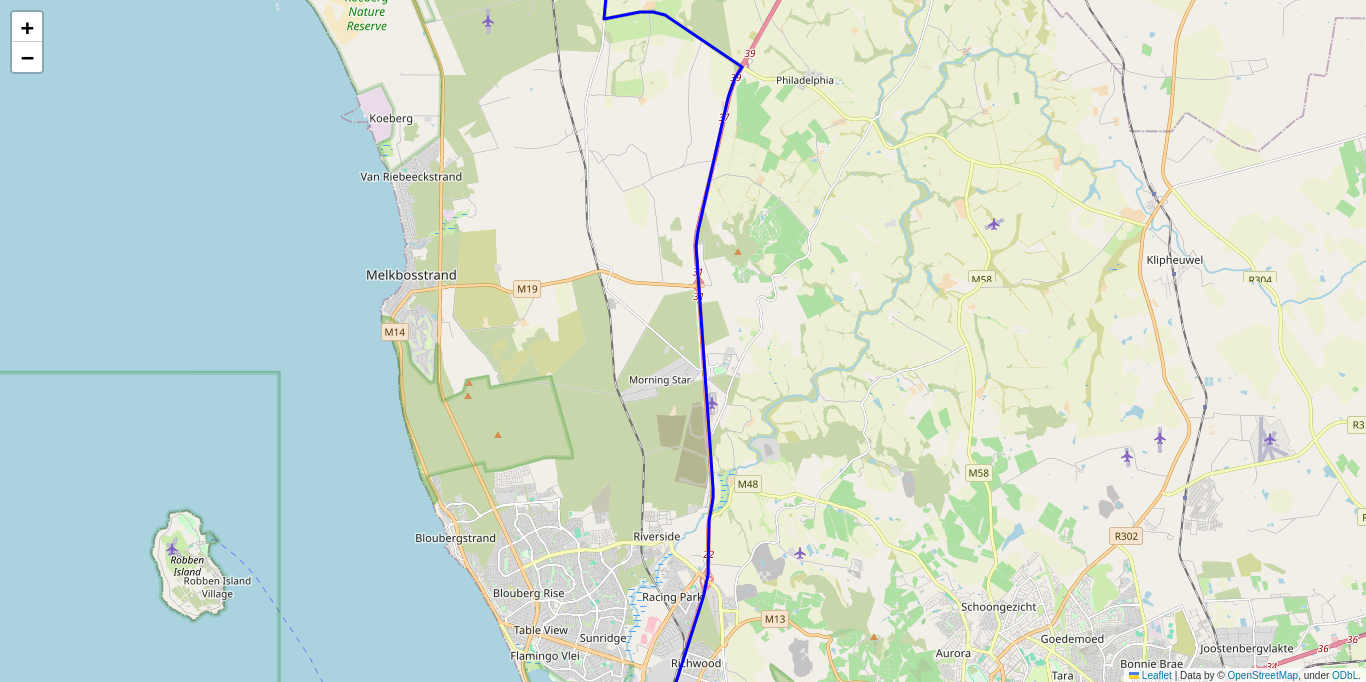 +
−
Koeberg
Nature
Reserve
39
39
Philadelphia
37
Koeberg
Van Riebeeckstrand
Klipheuwel
Melkbosstrand
31
M19
31
M58
R304
M14
Morning Star
R3
M58
M48
Bloubergstrand
Riverside
R302
22
Robben
Island
Robben Island
Village
Blouberg Rise
Racing Park
Schoongezicht
M13
Table View
Sunridge
Goedemoed
36
Joostenbergvlakte
Aurora
Flamingo Vlei
Richwood
Bonnie Brae
34
Tara
Leaflet | Data by © OpenStreetMap, under ODbL.